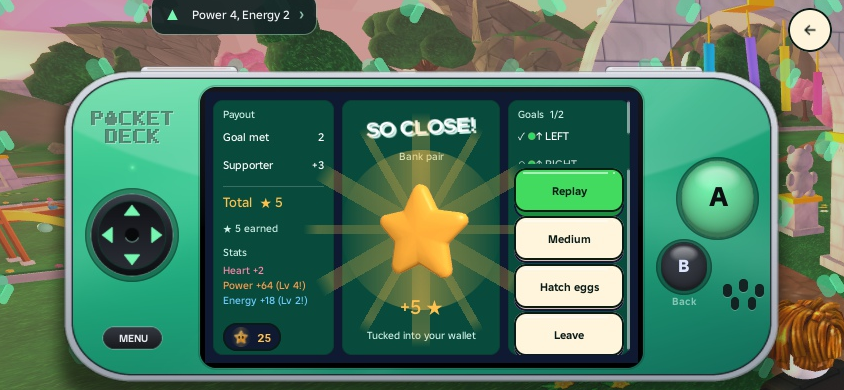 Power 4, Energy 2
POCKET
DECK
Payout
Goal met 2
Supporter +3
Total ★ 5
★ 5 earned
Stats
Heart +2
Power +64 (Lv 4!)
Energy +18 (Lv 2!)
25
SO CLOSE!
Bank pair
+5 ★
Tucked into your wallet
Goals 1/2
✓ ↑ LEFT
↑ RIGHT
Replay
Medium
Hatch eggs
Leave
A
B
Back
MENU